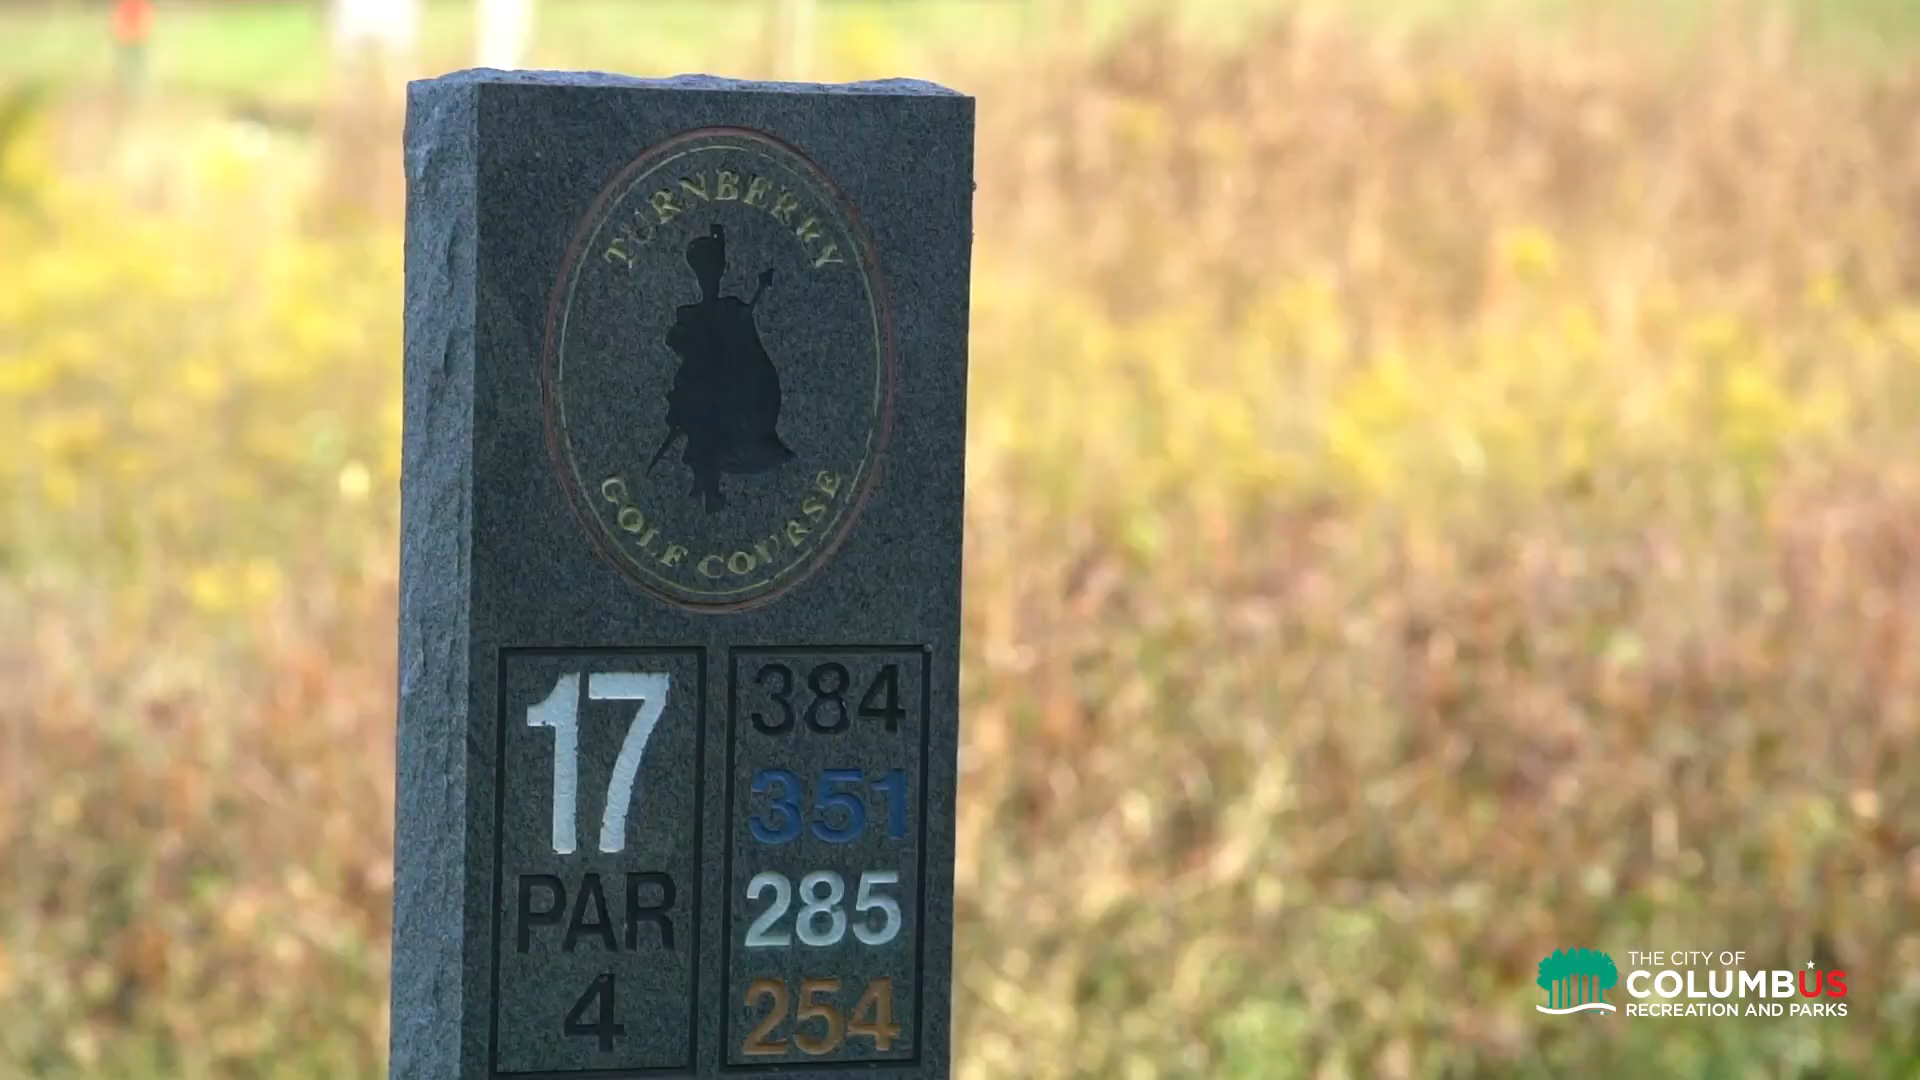 TURNBERRY
GOLF COURSE
17
PAR
4
384
351
285
254
THE CITY OF
COLUMBUS
RECREATION AND PARKS